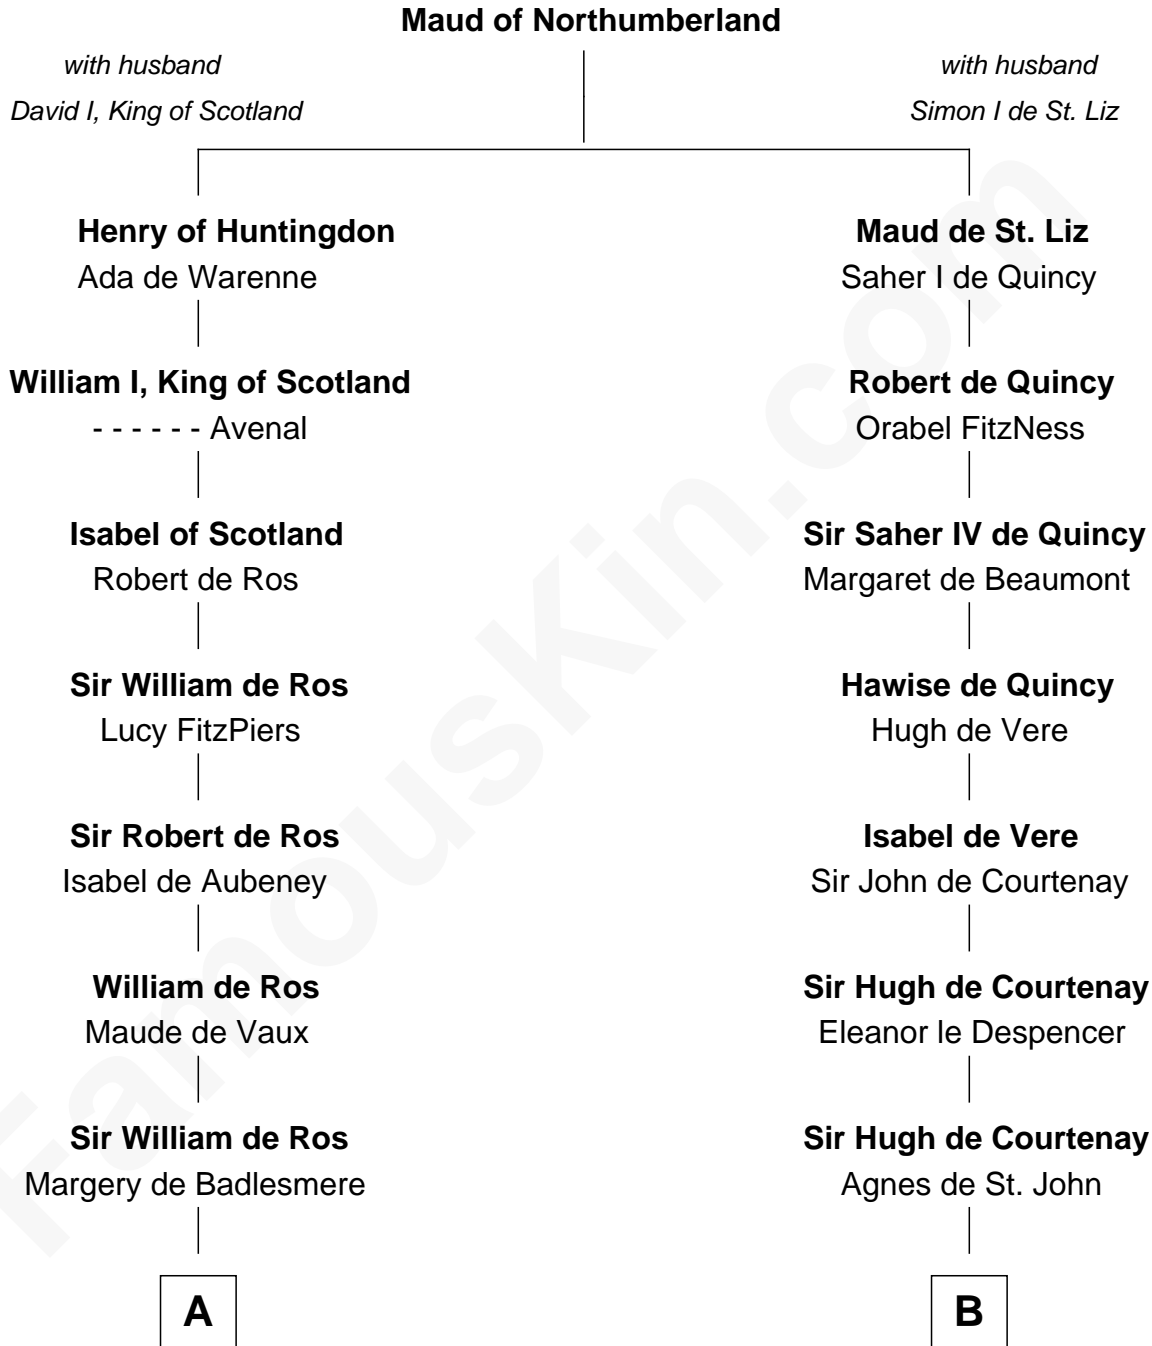 Maud of Northumberland
with husband
David I, King of Scotland
with husband
Simon I de St. Liz
Henry of Huntingdon
Ada de Warenne
Maud de St. Liz
Saher I de Quincy
William I, King of Scotland
- - - - - - Avenal
Robert de Quincy
Orabel FitzNess
Isabel of Scotland
Robert de Ros
Sir Saher IV de Quincy
Margaret de Beaumont
Sir William de Ros
Lucy FitzPiers
Hawise de Quincy
Hugh de Vere
Sir Robert de Ros
Isabel de Aubeney
Isabel de Vere
Sir John de Courtenay
William de Ros
Maude de Vaux
Sir Hugh de Courtenay
Eleanor le Despencer
Sir William de Ros
Margery de Badlesmere
Sir Hugh de Courtenay
Agnes de St. John
A
B
FamousKin.com